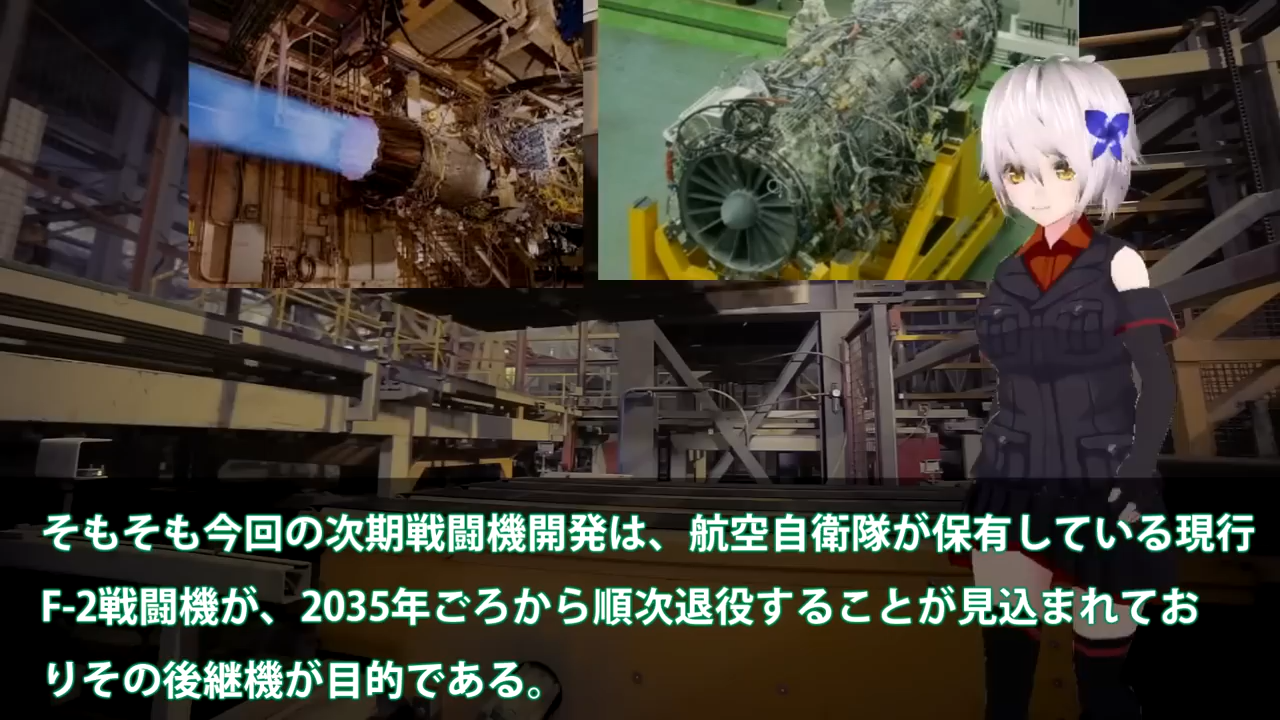 そもそも今回の次期戦闘機開発は、航空自衛隊が保有している現行
F-2戦闘機が、2035年ごろから順次退役することが見込まれてお
りその後継機が目的である。